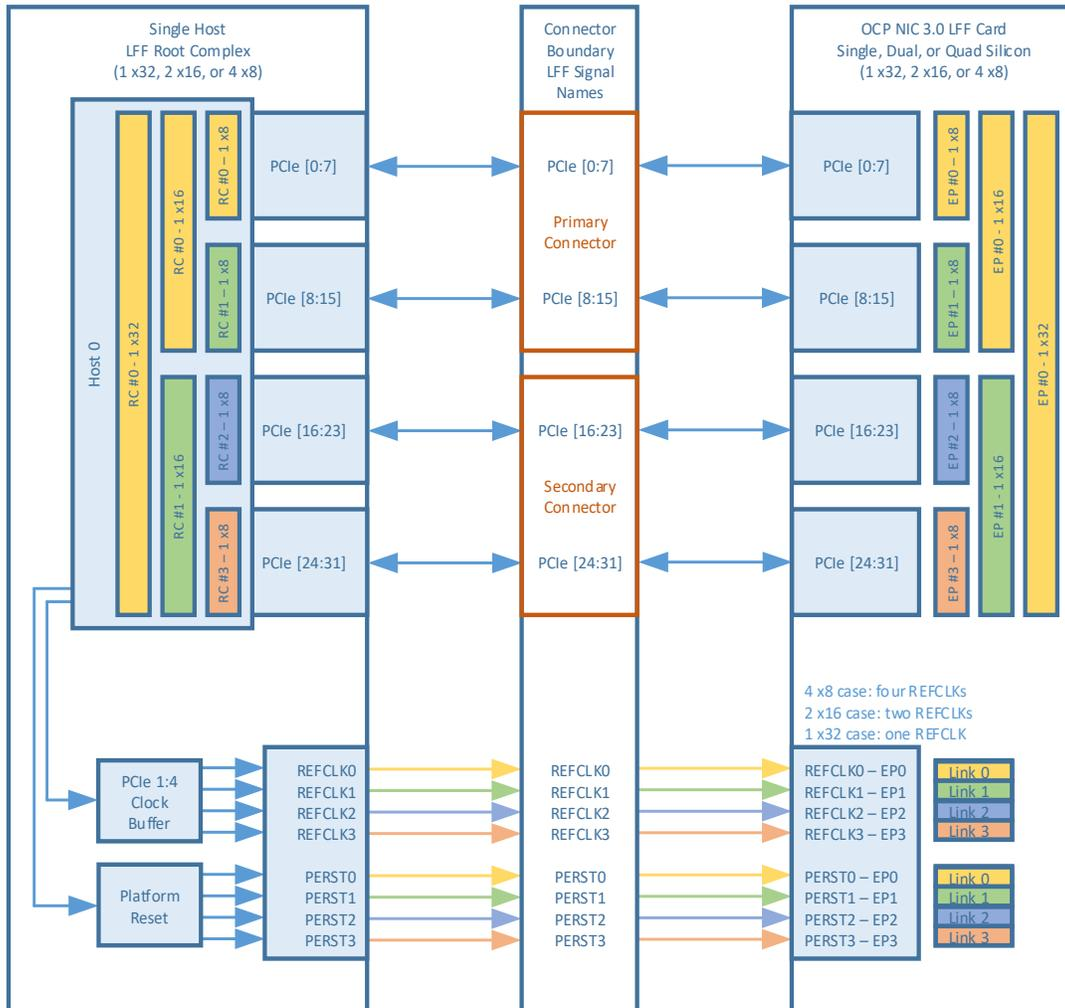 Single Host
LFF Root Complex
(1 x32, 2 x16, or 4 x8)
Connector
Boundary
LFF Signal
Names
OCP NIC 3.0 LFF Card
Single, Dual, or Quad Silicon
(1 x32, 2 x16, or 4 x8)
Host 0
RC #0 - 1 x32
RC #0 - 1 x16
RC #1 - 1 x16
RC #0 – 1 x8
RC #1 – 1 x8
RC #2 – 1 x8
RC #3 – 1 x8
PCIe [0:7]
PCIe [8:15]
PCIe [16:23]
PCIe [24:31]
PCIe [0:7]
Primary
Connector
PCIe [8:15]
PCIe [16:23]
Secondary
Connector
PCIe [24:31]
PCIe [0:7]
PCIe [8:15]
PCIe [16:23]
PCIe [24:31]
EP #0 – 1 x8
EP #1 – 1 x8
EP #2 – 1 x8
EP #3 – 1 x8
EP #0 - 1 x16
EP #1 - 1 x16
EP #0 - 1 x32
4 x8 case: four REFCLKs
2 x16 case: two REFCLKs
1 x32 case: one REFCLK
PCIe 1:4
Clock
Buffer
Platform
Reset
REFCLK0
REFCLK1
REFCLK2
REFCLK3
PERST0
PERST1
PERST2
PERST3
REFCLK0
REFCLK1
REFCLK2
REFCLK3
PERST0
PERST1
PERST2
PERST3
REFCLK0 – EP0
REFCLK1 – EP1
REFCLK2 – EP2
REFCLK3 – EP3
PERST0 – EP0
PERST1 – EP1
PERST2 – EP2
PERST3 – EP3
Link 0
Link 1
Link 2
Link 3
Link 0
Link 1
Link 2
Link 3